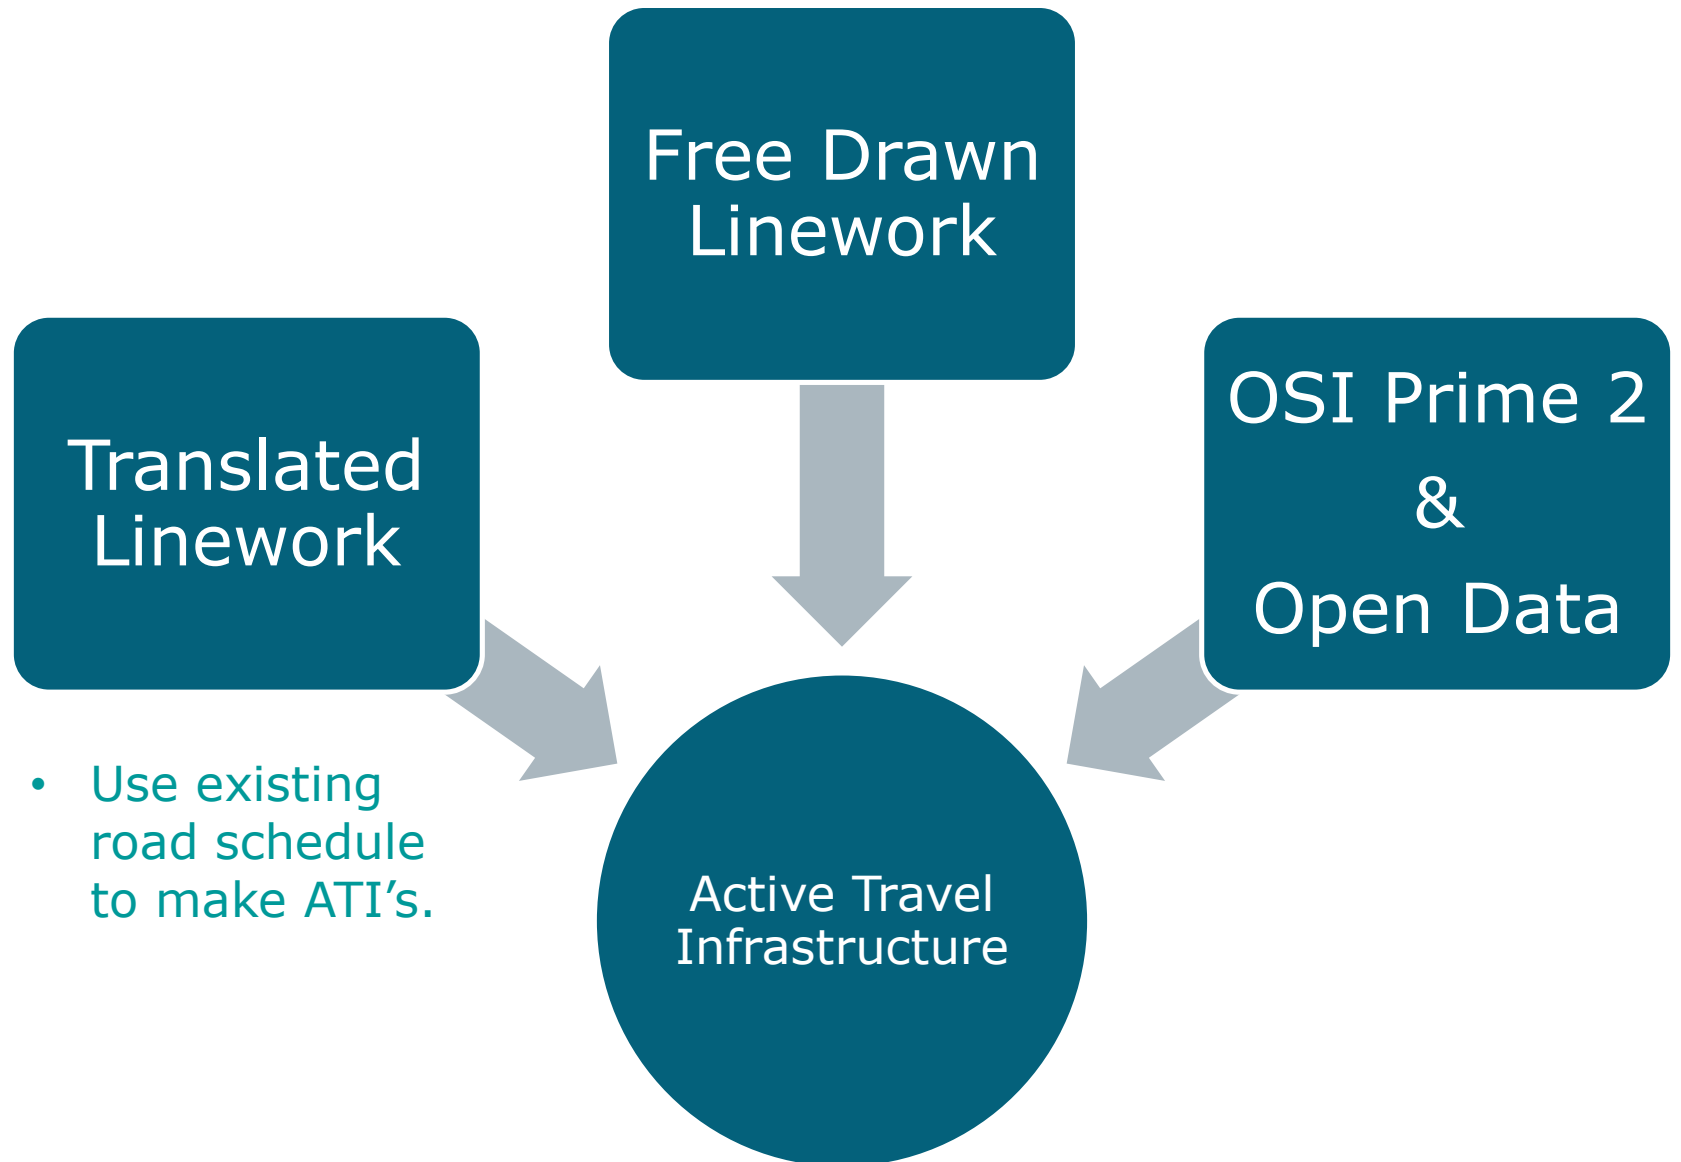 Free Drawn
Linework
Translated
Linework
OSI Prime 2
&
Open Data
• Use existing
road schedule
to make ATI’s.
Active Travel
Infrastructure